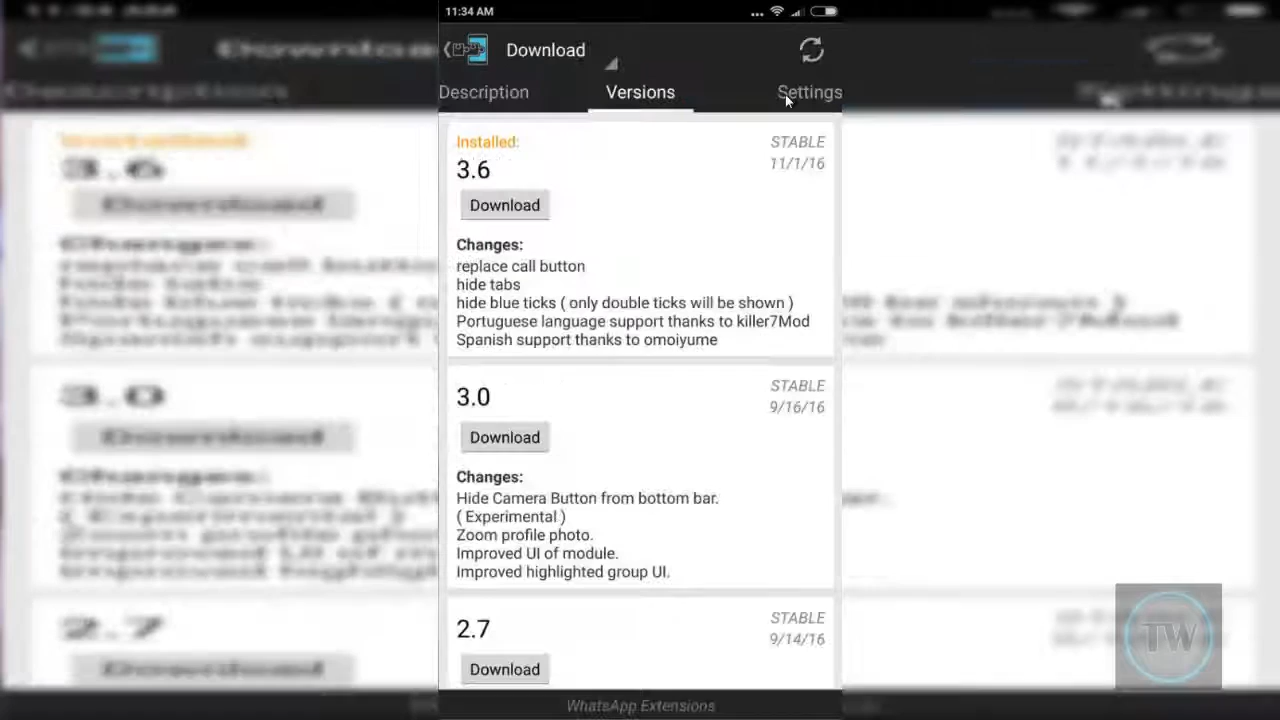 11:34 AM
Download
Description
Versions
Settings
Installed:
STABLE
3.6
11/1/16
Download
Changes:
replace call button
hide tabs
hide blue ticks ( only double ticks will be shown )
Portuguese language support thanks to killer7Mod
Spanish support thanks to omoiyume
STABLE
3.0
9/16/16
Download
Changes:
Hide Camera Button from bottom bar.
( Experimental )
Zoom profile photo.
Improved UI of module.
Improved highlighted group UI.
STABLE
2.7
9/14/16
Download
WhatsApp Extensions
TW